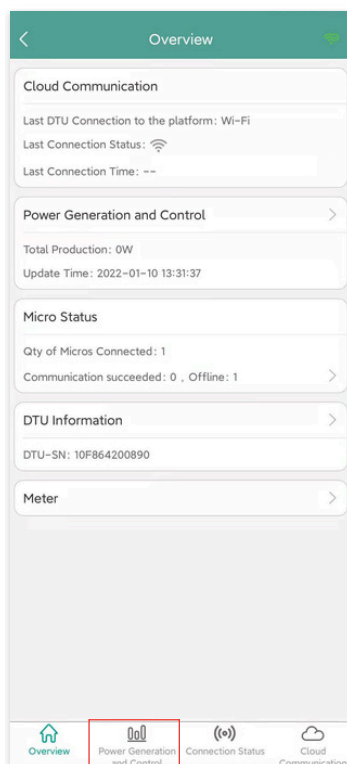 Overview
Cloud Communication
Last DTU Connection to the platform: Wi-Fi
Last Connection Status:
Last Connection Time: --
Power Generation and Control
Total Production: 0W
Update Time: 2022-01-10 13:31:37
Micro Status
Qty of Micros Connected: 1
Communication succeeded: 0 , Offline: 1
DTU Information
DTU-SN: 10F864200890
Meter
Overview
Power Generation
and Control
Connection Status
Cloud
Communication